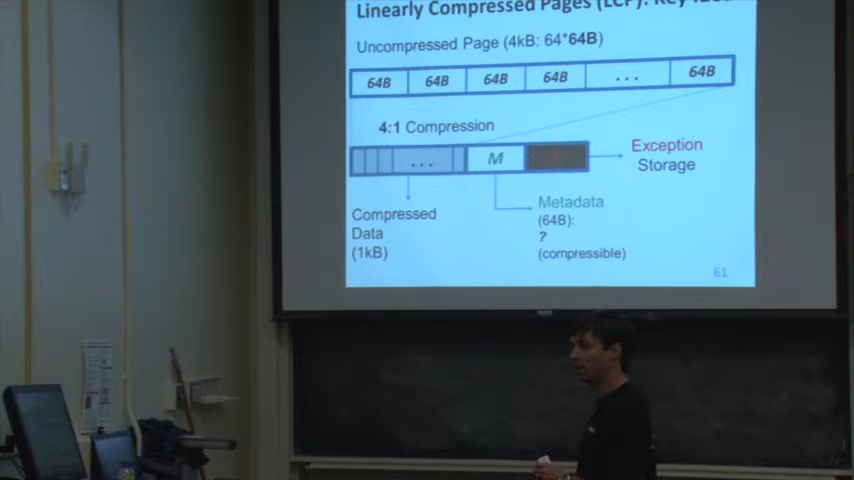 Linearly Compressed Pages (LCP): Key Idea
Uncompressed Page (4kB: 64*64B)
64B 64B 64B 64B ... 64B
4:1 Compression
... M
Exception
Storage
Compressed
Data
(1kB)
Metadata
(64B):
?
(compressible)
61